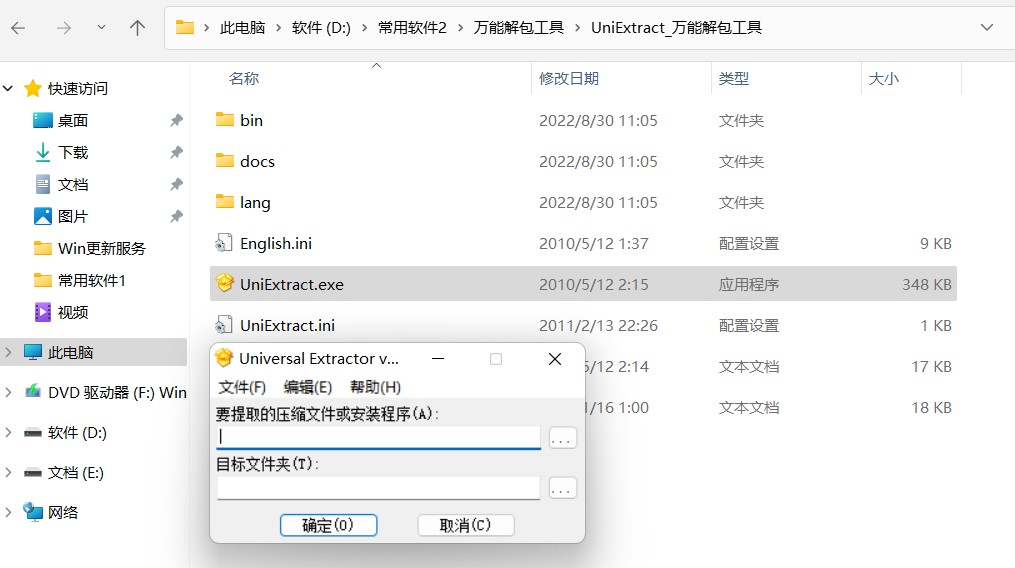 此电脑 > 软件 (D:) > 常用软件2 > 万能解包工具 > UniExtract_万能解包工具
快速访问
桌面
下载
文档
图片
Win更新服务
常用软件1
视频
此电脑
DVD 驱动器 (F:) Win
软件 (D:)
文档 (E:)
网络
名称 修改日期 类型 大小
bin 2022/8/30 11:05 文件夹
docs 2022/8/30 11:05 文件夹
lang 2022/8/30 11:05 文件夹
English.ini 2010/5/12 1:37 配置设置 9 KB
UniExtract.exe 2010/5/12 2:15 应用程序 348 KB
UniExtract.ini 2011/2/13 22:26 配置设置 1 KB
5/12 2:14 文本文档 17 KB
1/16 1:00 文本文档 18 KB
Universal Extractor v...
文件(F) 编辑(E) 帮助(H)
要提取的压缩文件或安装程序(A):
...
目标文件夹(T):
...
确定(O) 取消(C)